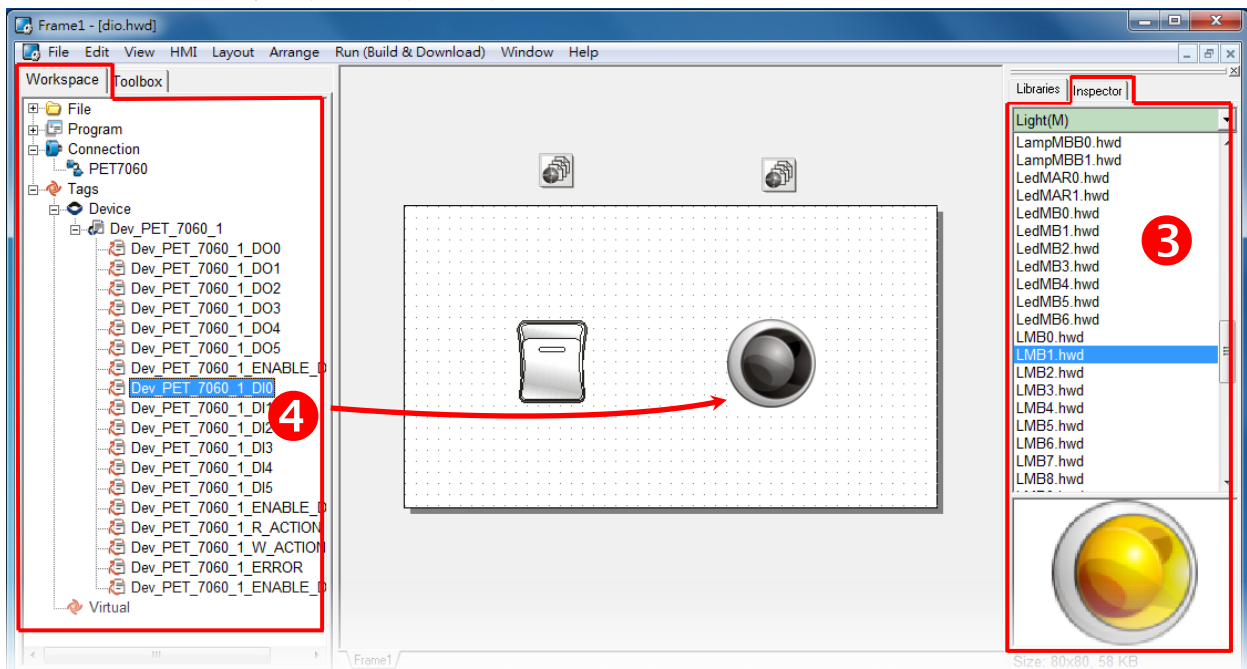 Frame1 - [dio.hwd]
File Edit View HMI Layout Arrange Run (Build & Download) Window Help
Workspace Toolbox
File
Program
Connection
PET7060
Tags
Device
Dev_PET_7060_1
Dev_PET_7060_1_DO0
Dev_PET_7060_1_DO1
Dev_PET_7060_1_DO2
Dev_PET_7060_1_DO3
Dev_PET_7060_1_DO4
Dev_PET_7060_1_DO5
Dev_PET_7060_1_ENABLE_D
Dev_PET_7060_1_DI0
Dev_PET_7060_1_DI1
Dev_PET_7060_1_DI2
Dev_PET_7060_1_DI3
Dev_PET_7060_1_DI4
Dev_PET_7060_1_DI5
Dev_PET_7060_1_ENABLE_D
Dev_PET_7060_1_R_ACTION
Dev_PET_7060_1_W_ACTION
Dev_PET_7060_1_ERROR
Dev_PET_7060_1_ENABLE_D
Virtual
4
Frame1
Libraries Inspector
Light(M)
LampMBB0.hwd
LampMBB1.hwd
LedMAR0.hwd
LedMAR1.hwd
LedMB0.hwd
LedMB1.hwd
LedMB2.hwd
LedMB3.hwd
LedMB4.hwd
LedMB5.hwd
LedMB6.hwd
LMB0.hwd
LMB1.hwd
LMB2.hwd
LMB3.hwd
LMB4.hwd
LMB5.hwd
LMB6.hwd
LMB7.hwd
LMB8.hwd
3
Size: 80x80, 58 KB